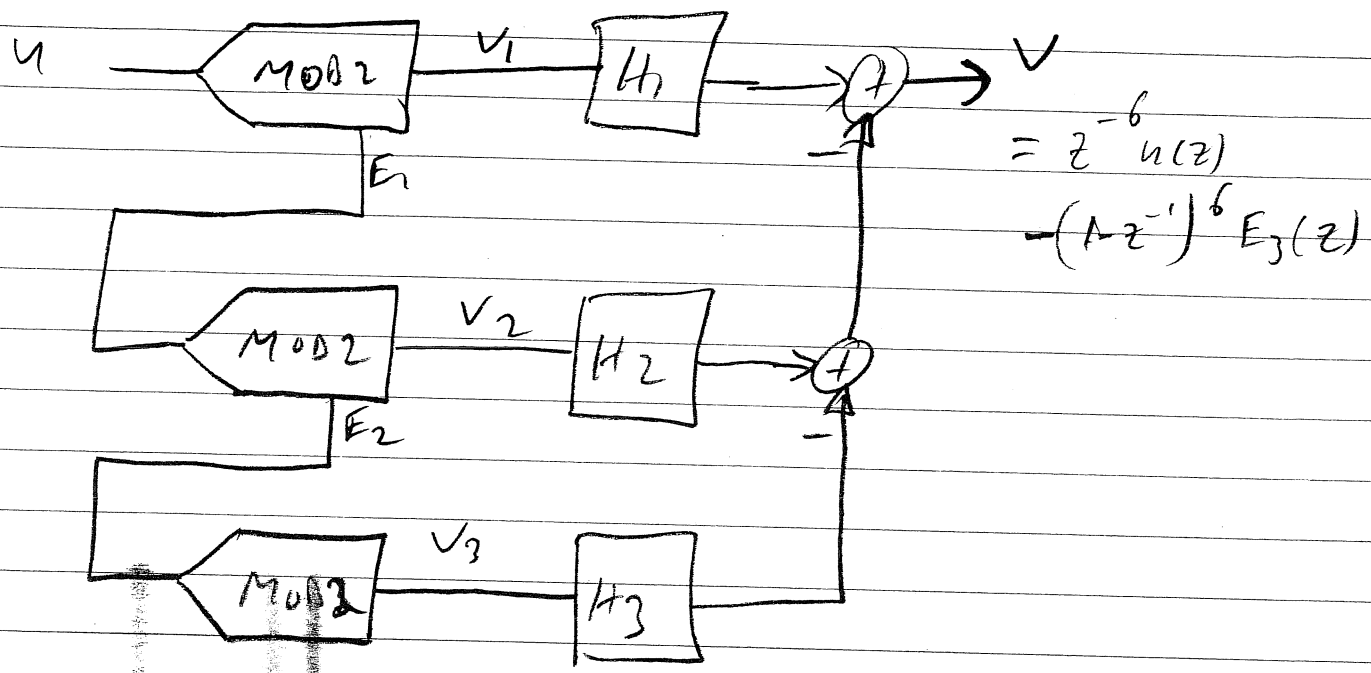 u MOD2 V1 H1 + V
E1 - = z^-6 u(z)
-(1-z^-1)^6 E3(z)
MOD2 V2 H2 +
E2 -
MOD2 V3 H3